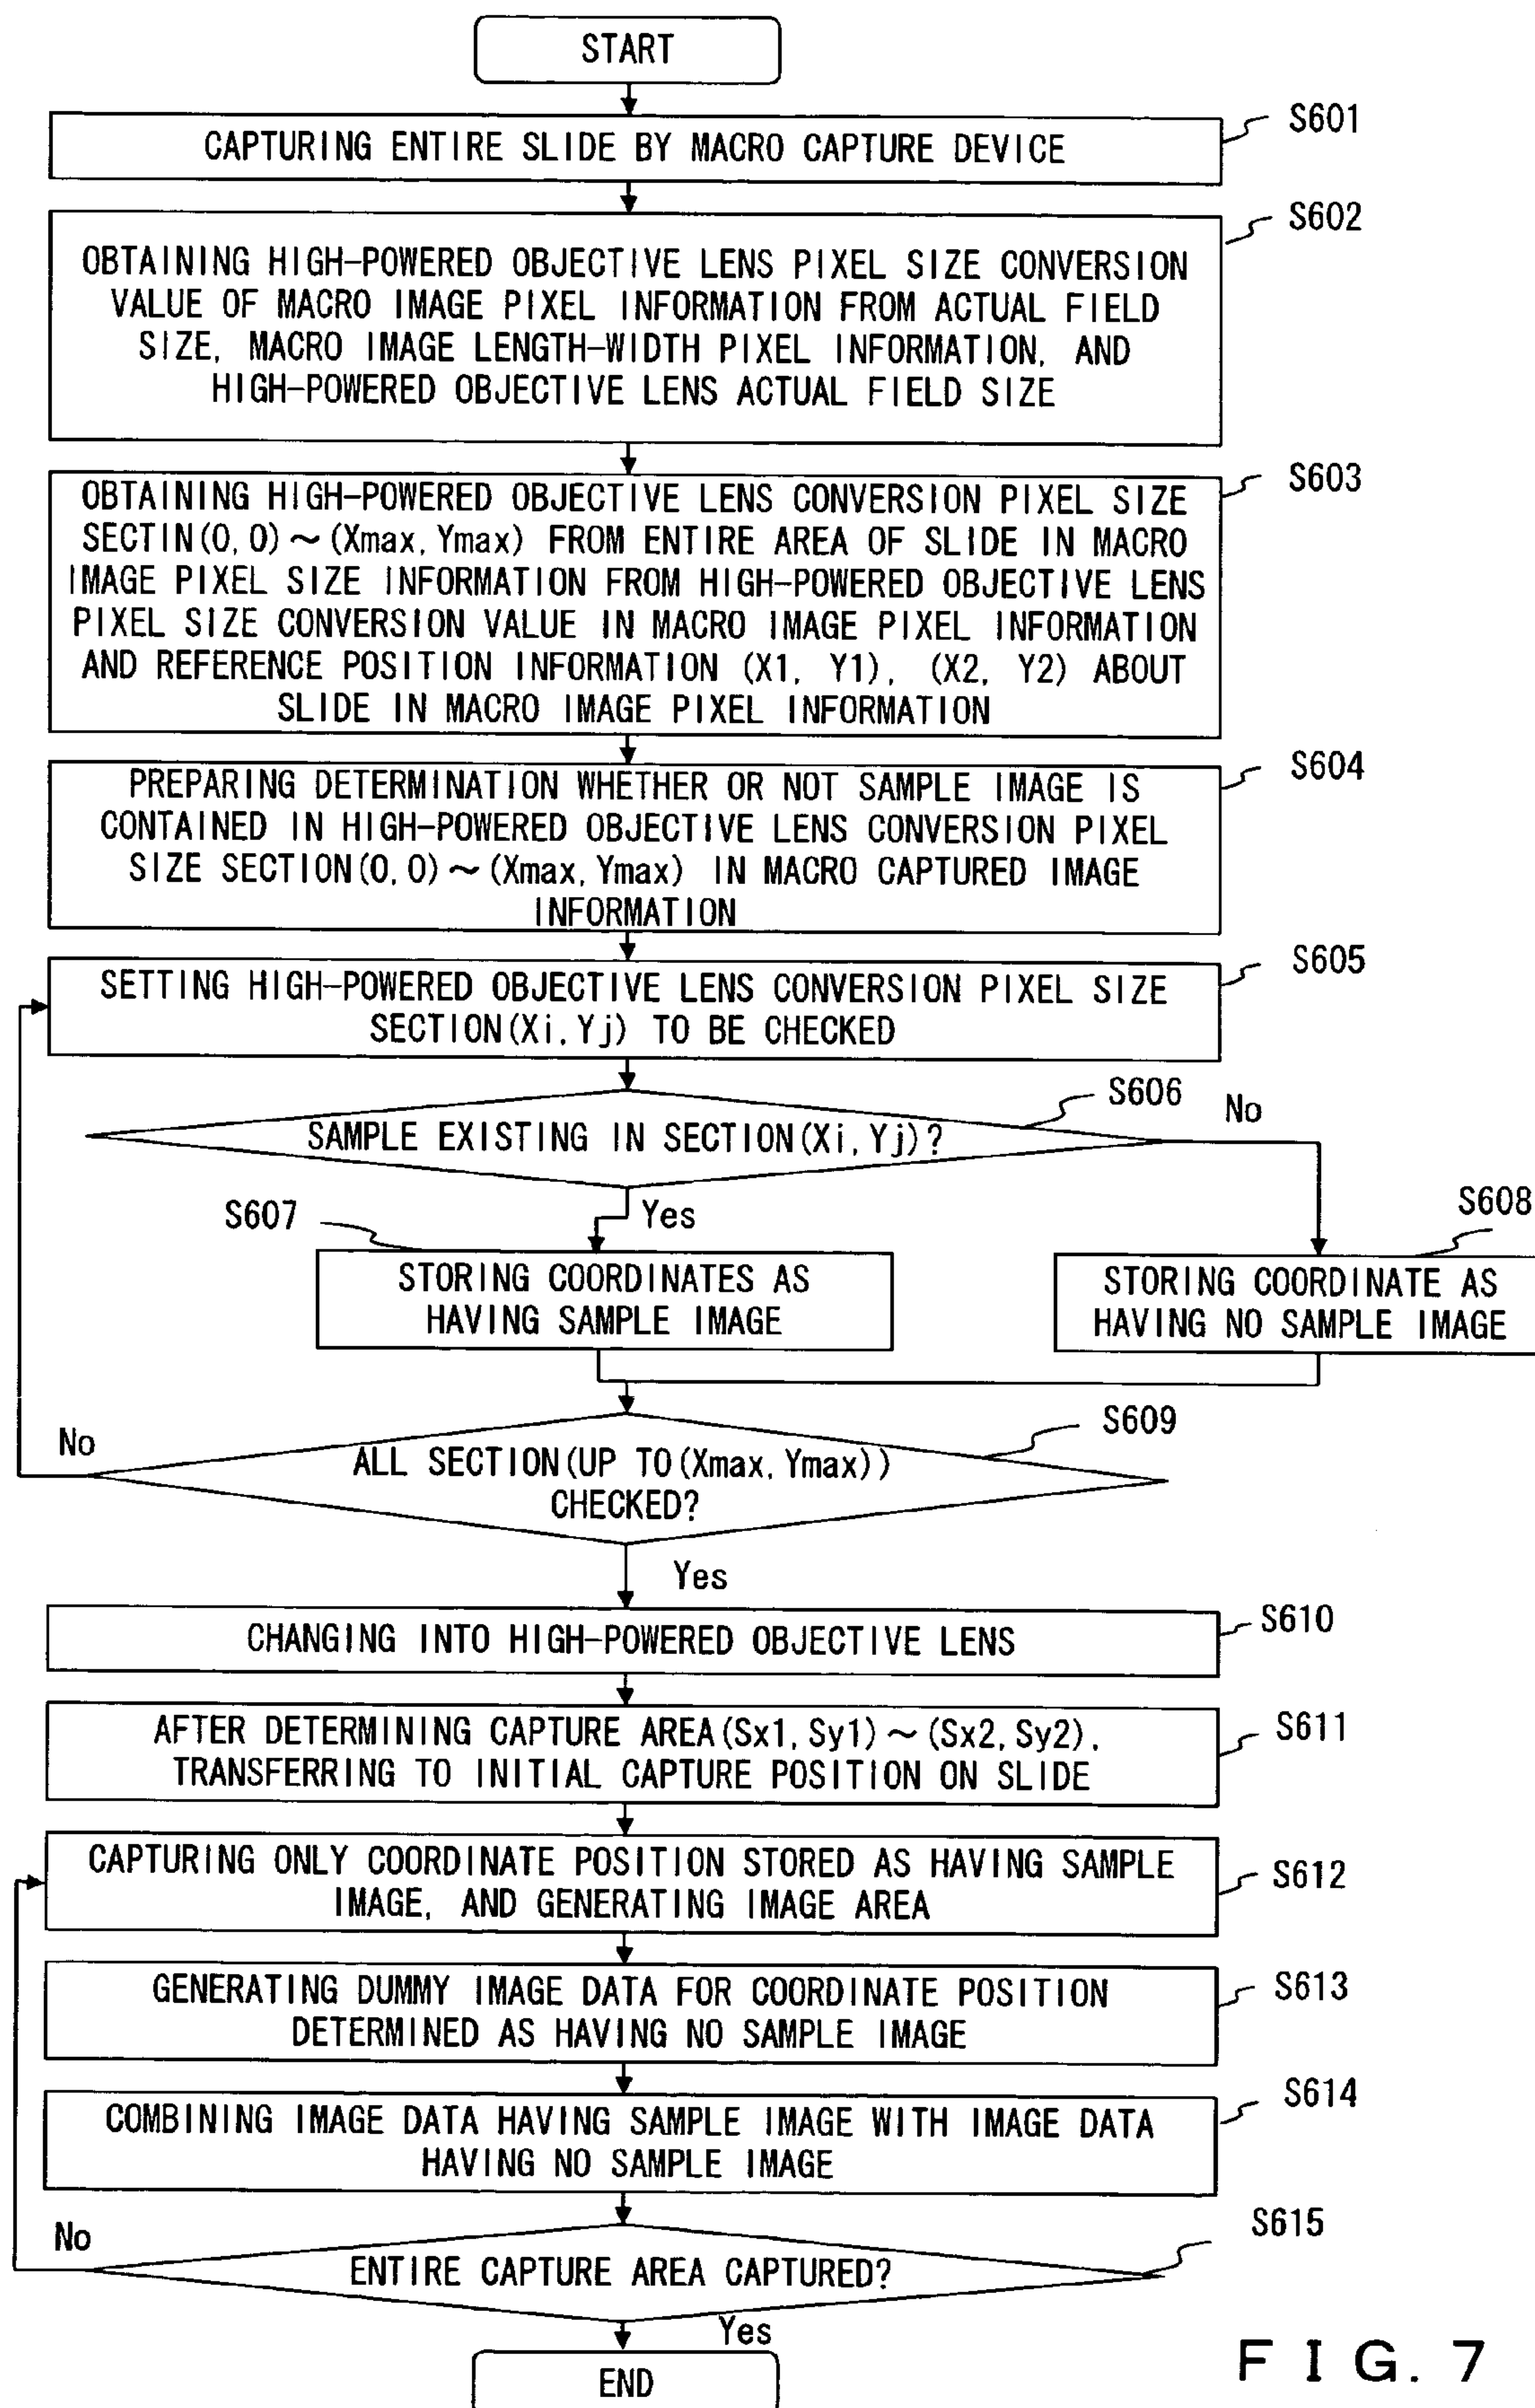 START
CAPTURING ENTIRE SLIDE BY MACRO CAPTURE DEVICE
S601
S602
OBTAINING HIGH-POWERED OBJECTIVE LENS PIXEL SIZE CONVERSION
VALUE OF MACRO IMAGE PIXEL INFORMATION FROM ACTUAL FIELD
SIZE, MACRO IMAGE LENGTH-WIDTH PIXEL INFORMATION, AND
HIGH-POWERED OBJECTIVE LENS ACTUAL FIELD SIZE
S603
OBTAINING HIGH-POWERED OBJECTIVE LENS CONVERSION PIXEL SIZE
SECTIN(0,0)~(Xmax,Ymax) FROM ENTIRE AREA OF SLIDE IN MACRO
IMAGE PIXEL SIZE INFORMATION FROM HIGH-POWERED OBJECTIVE LENS
PIXEL SIZE CONVERSION VALUE IN MACRO IMAGE PIXEL INFORMATION
AND REFERENCE POSITION INFORMATION (X1, Y1), (X2, Y2) ABOUT
SLIDE IN MACRO IMAGE PIXEL INFORMATION
S604
PREPARING DETERMINATION WHETHER OR NOT SAMPLE IMAGE IS
CONTAINED IN HIGH-POWERED OBJECTIVE LENS CONVERSION PIXEL
SIZE SECTION(0,0)~(Xmax,Ymax) IN MACRO CAPTURED IMAGE
INFORMATION
S605
SETTING HIGH-POWERED OBJECTIVE LENS CONVERSION PIXEL SIZE
SECTION(Xi,Yj) TO BE CHECKED
S606
No
SAMPLE EXISTING IN SECTION(Xi,Yj)?
S607
Yes
S608
STORING COORDINATES AS
HAVING SAMPLE IMAGE
STORING COORDINATE AS
HAVING NO SAMPLE IMAGE
S609
No
ALL SECTION(UP TO(Xmax,Ymax))
CHECKED?
Yes
S610
CHANGING INTO HIGH-POWERED OBJECTIVE LENS
S611
AFTER DETERMINING CAPTURE AREA(Sx1,Sy1)~(Sx2,Sy2),
TRANSFERRING TO INITIAL CAPTURE POSITION ON SLIDE
S612
CAPTURING ONLY COORDINATE POSITION STORED AS HAVING SAMPLE
IMAGE, AND GENERATING IMAGE AREA
S613
GENERATING DUMMY IMAGE DATA FOR COORDINATE POSITION
DETERMINED AS HAVING NO SAMPLE IMAGE
S614
COMBINING IMAGE DATA HAVING SAMPLE IMAGE WITH IMAGE DATA
HAVING NO SAMPLE IMAGE
S615
No
ENTIRE CAPTURE AREA CAPTURED?
Yes
END
FIG. 7